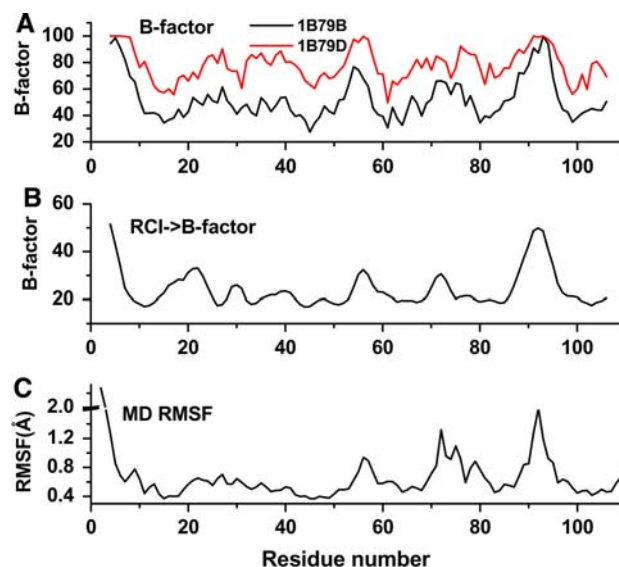 A
B-factor
1B79B
1B79D
B-factor
100
80
60
40
20
0 20 40 60 80 100
B
RCI->B-factor
B-factor
60
40
20
0 20 40 60 80 100
C
MD RMSF
RMSF(Å)
2.0
1.2
0.8
0.4
0 20 40 60 80 100
Residue number